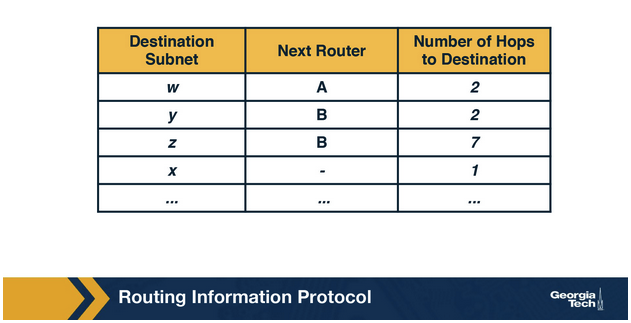 Destination Subnet Next Router Number of Hops to Destination
w A 2
y B 2
z B 7
x - 1
... ... ...
Routing Information Protocol
Georgia
Tech